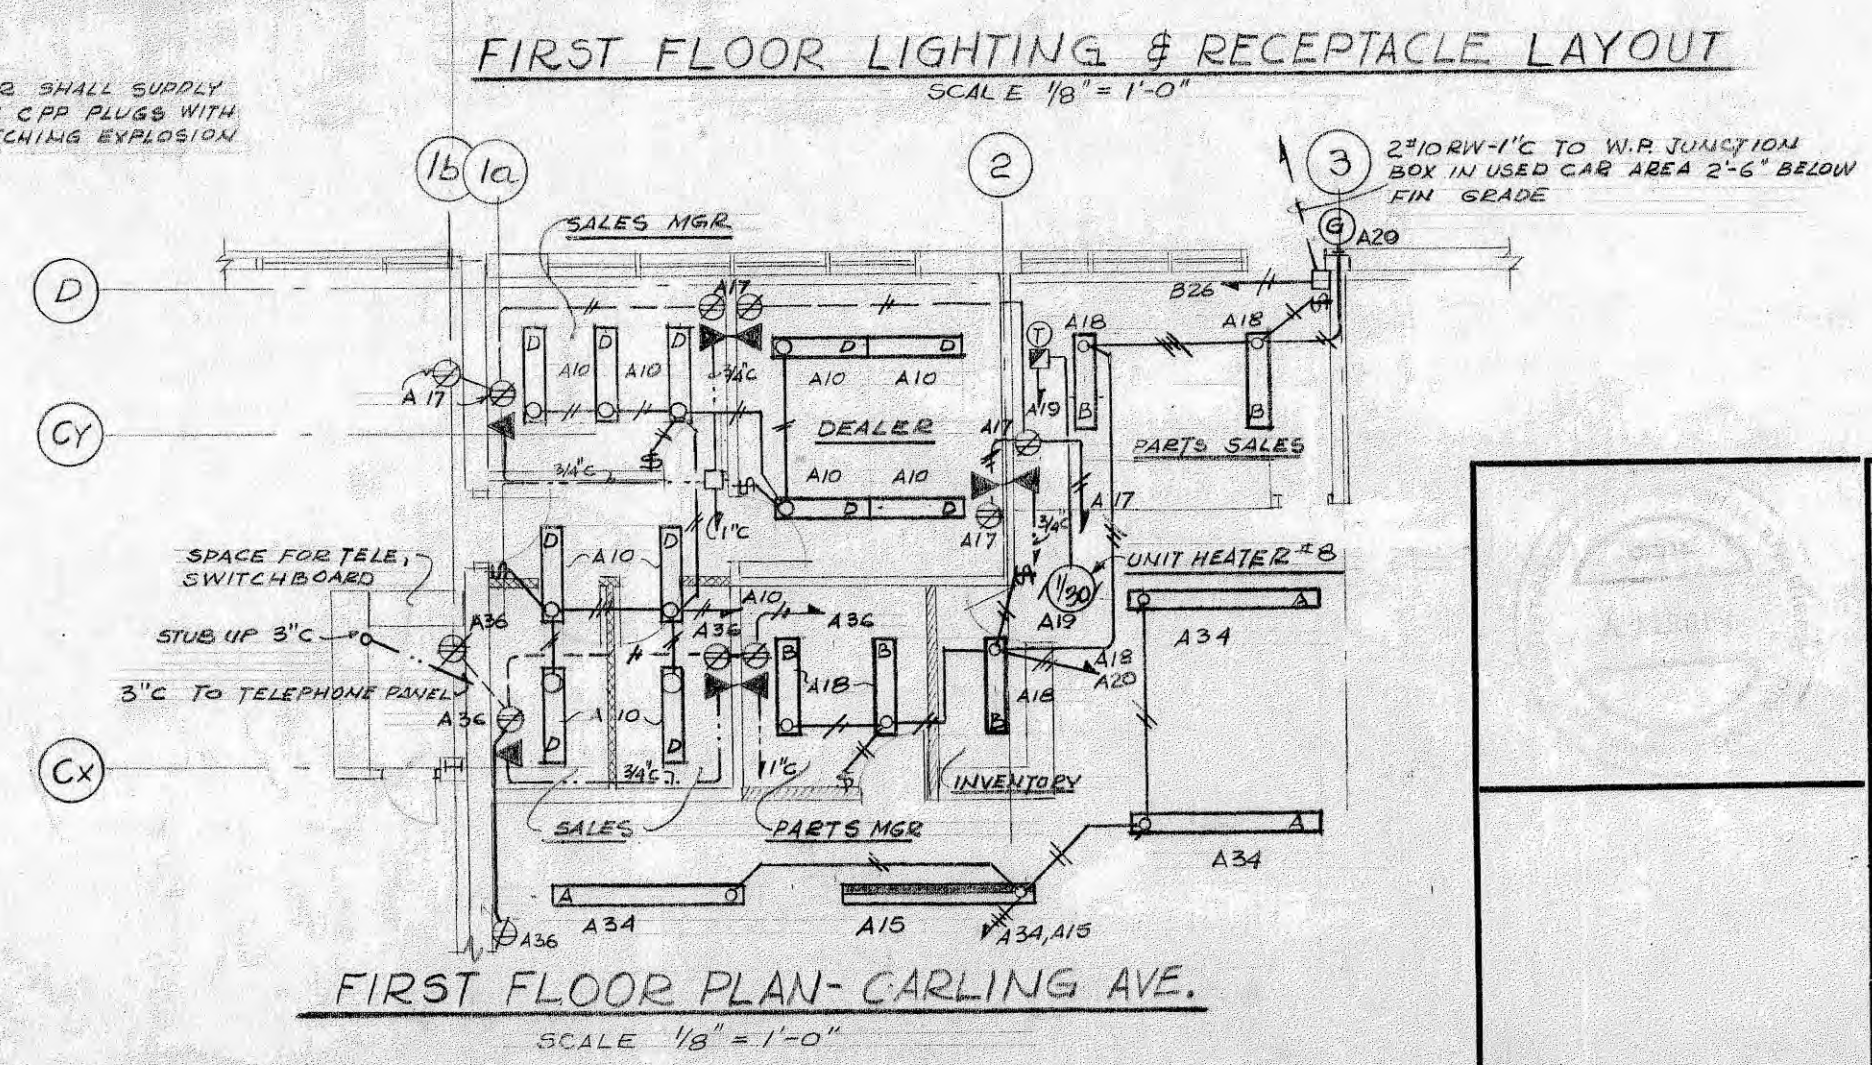 FIRST FLOOR LIGHTING & RECEPTACLE LAYOUT
SCALE 1/8" = 1'-0"
SHALL SUPPLY
CPP PLUGS WITH
EXPLOSION
1b
1a
2
3
2#10 RW-1"C TO W.P. JUNCTION
BOX IN USED CAR AREA 2'-6" BELOW
FIN GRADE
SALES MGR
G
A20
D
A17
B26
T
A18
A18
D
D
D
D
D
A10
A10
3/4"C
A10
A10
A17
A19
B
B
CY
DEALER
A17
PARTS SALES
3/4"C
A10
A10
D
D
A17
1"C
3/4"C
A17
SPACE FOR TELE,
SWITCHBOARD
D
A10
D
UNIT HEATER #8
1/30
A
A10
A36
A36
A36
A19
A34
STUB UP 3"C
B
B
A18
A20
3"C TO TELEPHONE PANEL
A18
A18
A36
A10
D
D
B
CX
3/4"C
1"C
INVENTORY
SALES
PARTS MGR
A
A34
A
A34
A15
A34, A15
A36
FIRST FLOOR PLAN- CARLING AVE.
SCALE 1/8" = 1'-0"